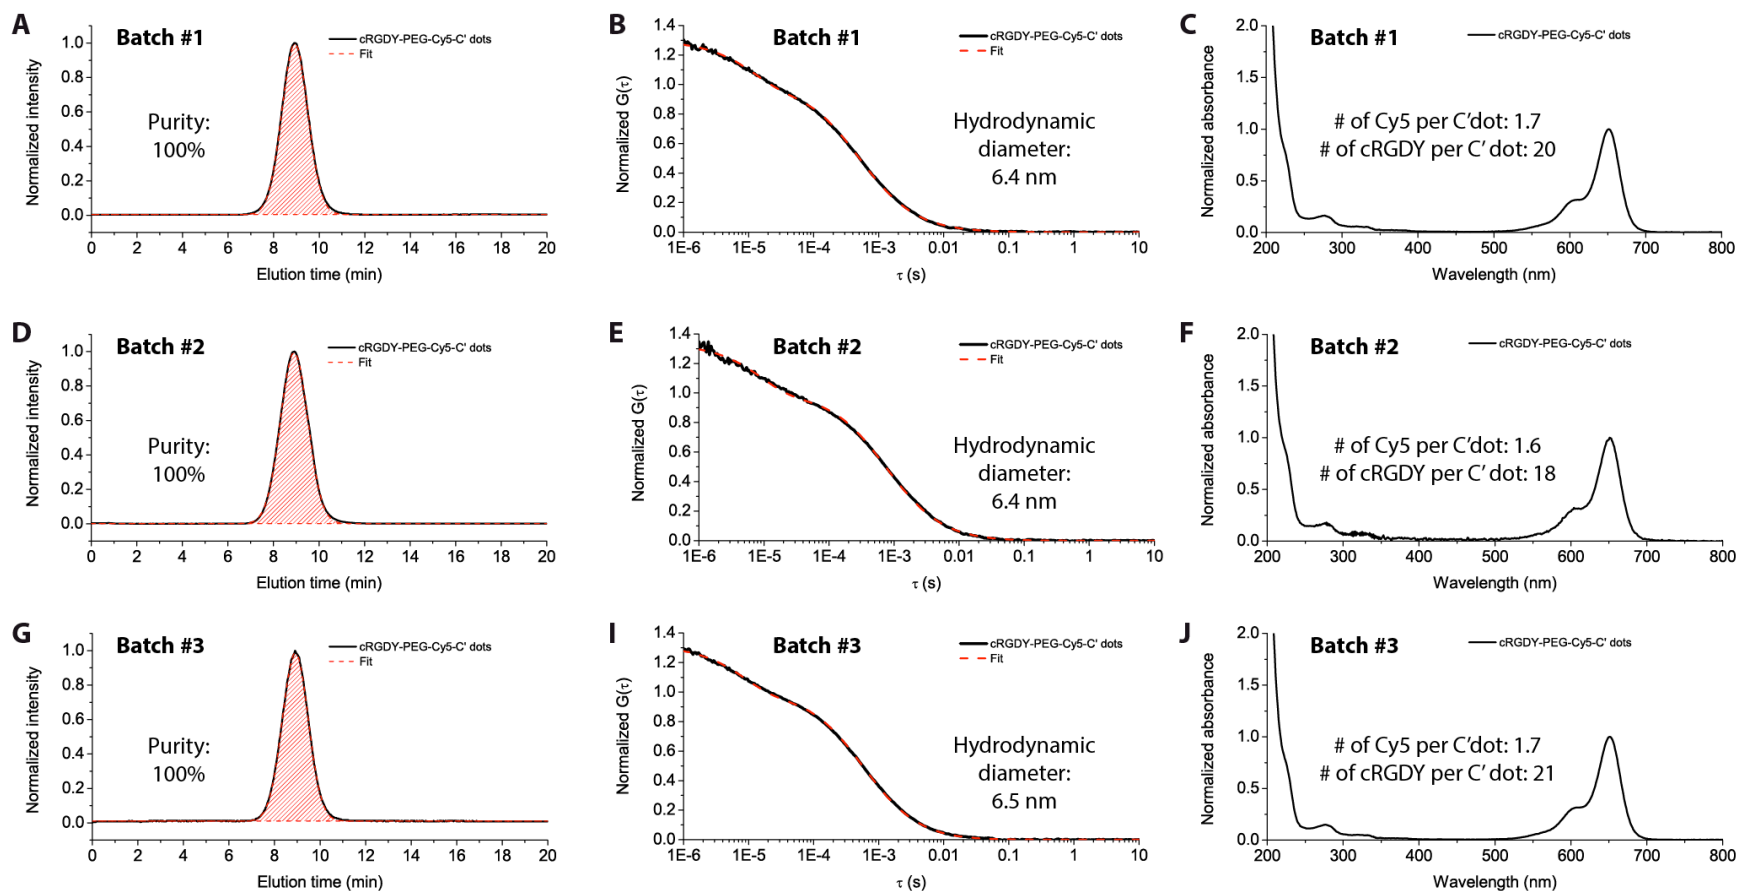 A
Batch #1
cRGDY-PEG-Cy5-C' dots
Fit
Purity:
100%
Normalized intensity
1.0
0.8
0.6
0.4
0.2
0.0
0 2 4 6 8 10 12 14 16 18 20
Elution time (min)
B
Batch #1
cRGDY-PEG-Cy5-C' dots
Fit
Hydrodynamic
diameter:
6.4 nm
Normalized G(τ)
1.4
1.2
1.0
0.8
0.6
0.4
0.2
0.0
1E-6 1E-5 1E-4 1E-3 0.01 0.1 1 10
τ (s)
C
Batch #1
cRGDY-PEG-Cy5-C' dots
# of Cy5 per C'dot: 1.7
# of cRGDY per C' dot: 20
Normalized absorbance
2.0
1.5
1.0
0.5
0.0
200 300 400 500 600 700 800
Wavelength (nm)
D
Batch #2
cRGDY-PEG-Cy5-C' dots
Fit
Purity:
100%
Normalized intensity
1.0
0.8
0.6
0.4
0.2
0.0
0 2 4 6 8 10 12 14 16 18 20
Elution time (min)
E
Batch #2
cRGDY-PEG-Cy5-C' dots
Fit
Hydrodynamic
diameter:
6.4 nm
Normalized G(τ)
1.4
1.2
1.0
0.8
0.6
0.4
0.2
0.0
1E-6 1E-5 1E-4 1E-3 0.01 0.1 1 10
τ (s)
F
Batch #2
cRGDY-PEG-Cy5-C' dots
# of Cy5 per C'dot: 1.6
# of cRGDY per C' dot: 18
Normalized absorbance
2.0
1.5
1.0
0.5
0.0
200 300 400 500 600 700 800
Wavelength (nm)
G
Batch #3
cRGDY-PEG-Cy5-C' dots
Fit
Purity:
100%
Normalized intensity
1.0
0.8
0.6
0.4
0.2
0.0
0 2 4 6 8 10 12 14 16 18 20
Elution time (min)
I
Batch #3
cRGDY-PEG-Cy5-C' dots
Fit
Hydrodynamic
diameter:
6.5 nm
Normalized G(τ)
1.4
1.2
1.0
0.8
0.6
0.4
0.2
0.0
1E-6 1E-5 1E-4 1E-3 0.01 0.1 1 10
τ (s)
J
Batch #3
cRGDY-PEG-Cy5-C' dots
# of Cy5 per C'dot: 1.7
# of cRGDY per C' dot: 21
Normalized absorbance
2.0
1.5
1.0
0.5
0.0
200 300 400 500 600 700 800
Wavelength (nm)